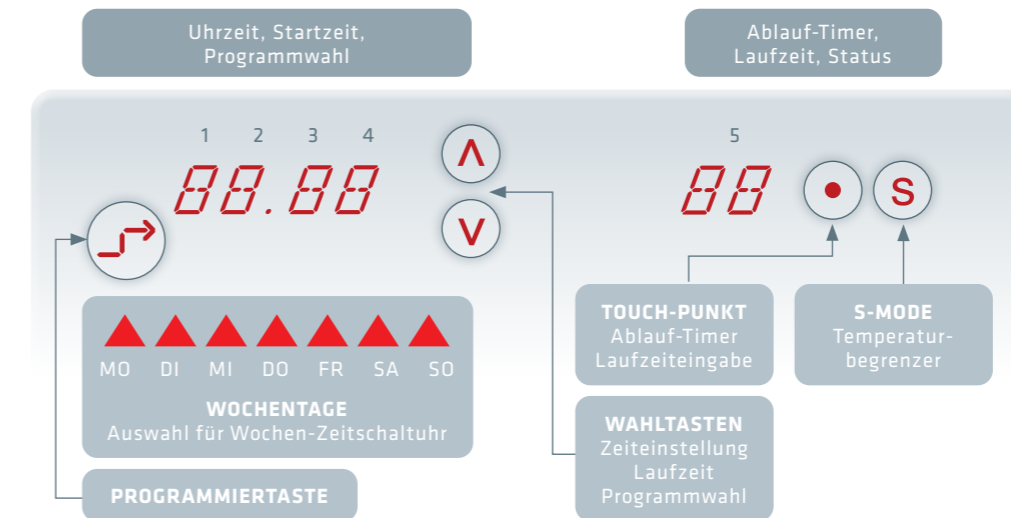 Uhrzeit, Startzeit,
Programmwahl
Ablauf-Timer,
Laufzeit, Status
1 2 3 4
5
88.88
88
S
TOUCH-PUNKT
Ablauf-Timer
Laufzeiteingabe
S-MODE
Temperatur-
begrenzer
MO DI MI DO FR SA SO
WOCHENTAGE
Auswahl für Wochen-Zeitschaltuhr
WAHLTASTEN
Zeiteinstellung
Laufzeit
Programmwahl
PROGRAMMIERTASTE